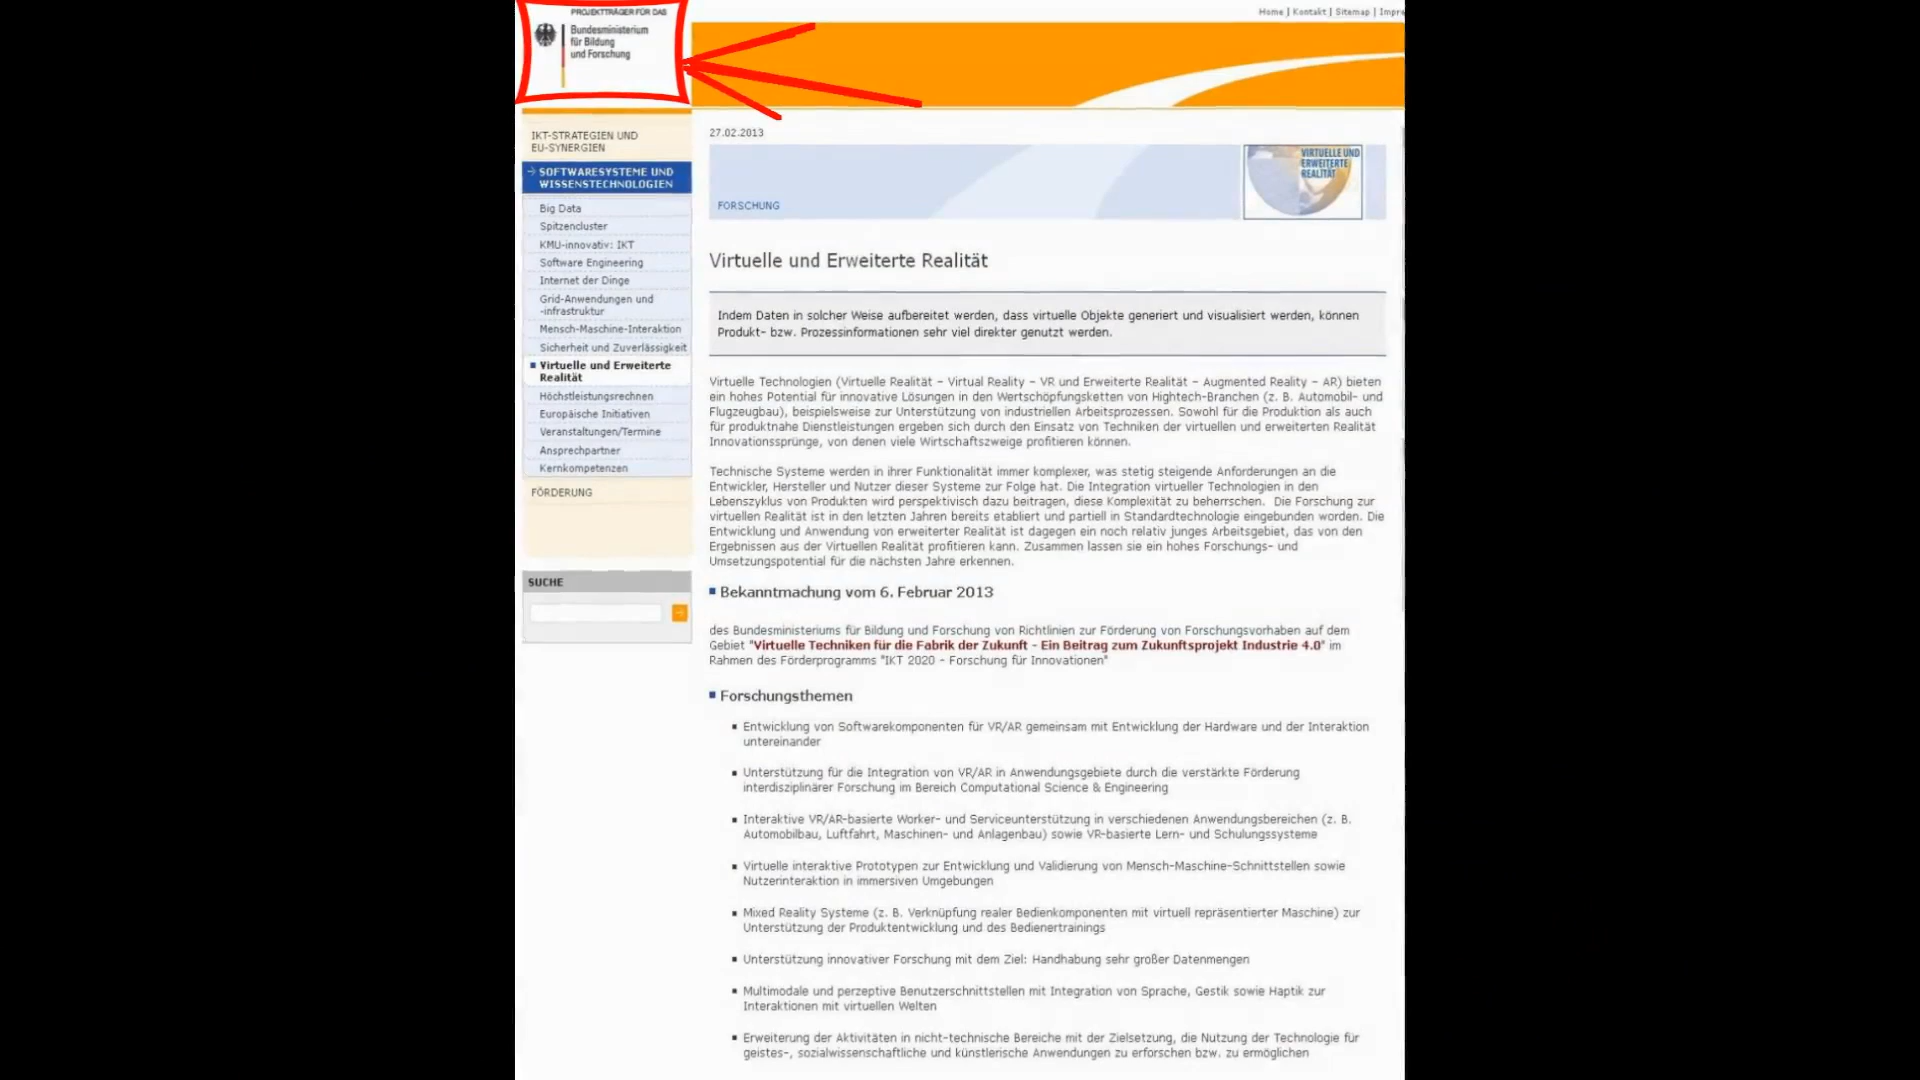 PROJEKTTRÄGER FÜR DAS
Bundesministerium
für Bildung
und Forschung
Home | Kontakt | Sitemap |
IKT-STRATEGIEN UND
EU-SYNERGIEN
SOFTWARESYSTEME UND
WISSENSTECHNOLOGIEN
Big Data
Spitzencluster
KMU-innovativ: IKT
Software Engineering
Internet der Dinge
Grid-Anwendungen und
-infrastruktur
Mensch-Maschine-Interaktion
Sicherheit und Zuverlässigkeit
Virtuelle und Erweiterte
Realität
Höchstleistungsrechnen
Europäische Initiativen
Veranstaltungen/Termine
Ansprechpartner
Kernkompetenzen
FÖRDERUNG
SUCHE
27.02.2013
FORSCHUNG
VIRTUELLE UND
ERWEITERTE
REALITÄT
Virtuelle und Erweiterte Realität
Indem Daten in solcher Weise aufbereitet werden, dass virtuelle Objekte generiert und visualisiert werden, können
Produkt- bzw. Prozessinformationen sehr viel direkter genutzt werden.
Virtuelle Technologien (Virtuelle Realität – Virtual Reality – VR und Erweiterte Realität – Augmented Reality – AR) bieten
ein hohes Potential für innovative Lösungen in den Wertschöpfungsketten von Hightech-Branchen (z. B. Automobil- und
Flugzeugbau), beispielsweise zur Unterstützung von industriellen Arbeitsprozessen. Sowohl für die Produktion als auch
für produktnahe Dienstleistungen ergeben sich durch den Einsatz von Techniken der virtuellen und erweiterten Realität
Innovationssprünge, von denen viele Wirtschaftszweige profitieren können.
Technische Systeme werden in ihrer Funktionalität immer komplexer, was stetig steigende Anforderungen an die
Entwickler, Hersteller und Nutzer dieser Systeme zur Folge hat. Die Integration virtueller Technologien in den
Lebenszyklus von Produkten wird perspektivisch dazu beitragen, diese Komplexität zu beherrschen. Die Forschung zur
virtuellen Realität ist in den letzten Jahren bereits etabliert und partiell in Standardtechnologie eingebunden worden. Die
Entwicklung und Anwendung von erweiterter Realität ist dagegen ein noch relativ junges Arbeitsgebiet, das von den
Ergebnissen aus der Virtuellen Realität profitieren kann. Zusammen lassen sie ein hohes Forschungs- und
Umsetzungspotential für die nächsten Jahre erkennen.
Bekanntmachung vom 6. Februar 2013
des Bundesministeriums für Bildung und Forschung von Richtlinien zur Förderung von Forschungsvorhaben auf dem
Gebiet "Virtuelle Techniken für die Fabrik der Zukunft - Ein Beitrag zum Zukunftsprojekt Industrie 4.0" im
Rahmen des Förderprogramms "IKT 2020 - Forschung für Innovationen"
Forschungsthemen
Entwicklung von Softwarekomponenten für VR/AR gemeinsam mit Entwicklung der Hardware und der Interaktion
untereinander
Unterstützung für die Integration von VR/AR in Anwendungsgebiete durch die verstärkte Förderung
interdisziplinärer Forschung im Bereich Computational Science & Engineering
Interaktive VR/AR-basierte Worker- und Serviceunterstützung in verschiedenen Anwendungsbereichen (z. B.
Automobilbau, Luftfahrt, Maschinen- und Anlagenbau) sowie VR-basierte Lern- und Schulungssysteme
Virtuelle interaktive Prototypen zur Entwicklung und Validierung von Mensch-Maschine-Schnittstellen sowie
Nutzerinteraktion in immersiven Umgebungen
Mixed Reality Systeme (z. B. Verknüpfung realer Bedienkomponenten mit virtuell repräsentierter Maschine) zur
Unterstützung der Produktentwicklung und des Bedienertrainings
Unterstützung innovativer Forschung mit dem Ziel: Handhabung sehr großer Datenmengen
Multimodale und perzeptive Benutzerschnittstellen mit Integration von Sprache, Gestik sowie Haptik zur
Interaktionen mit virtuellen Welten
Erweiterung der Aktivitäten in nicht-technische Bereiche mit der Zielsetzung, die Nutzung der Technologie für
geistes-, sozialwissenschaftliche und künstlerische Anwendungen zu erforschen bzw. zu ermöglichen